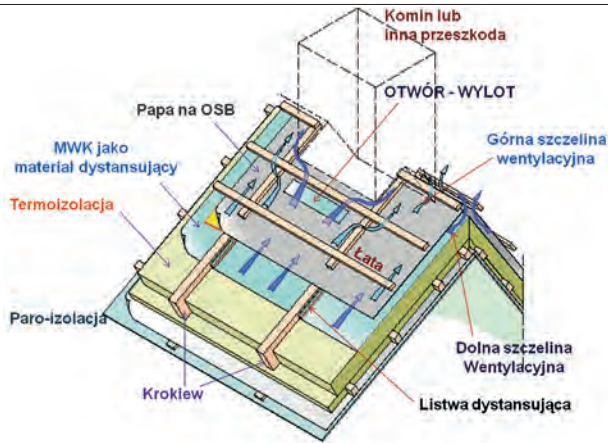 Komin lub
inna przeszkoda
OTWÓR - WYLOT
Papa na OSB
MWK jako
materiał dystansujący
Górna szczelina
wentylacyjna
Termoizolacja
Łata
Paro-izolacja
Dolna szczelina
Wentylacyjna
Krokiew
Listwa dystansująca